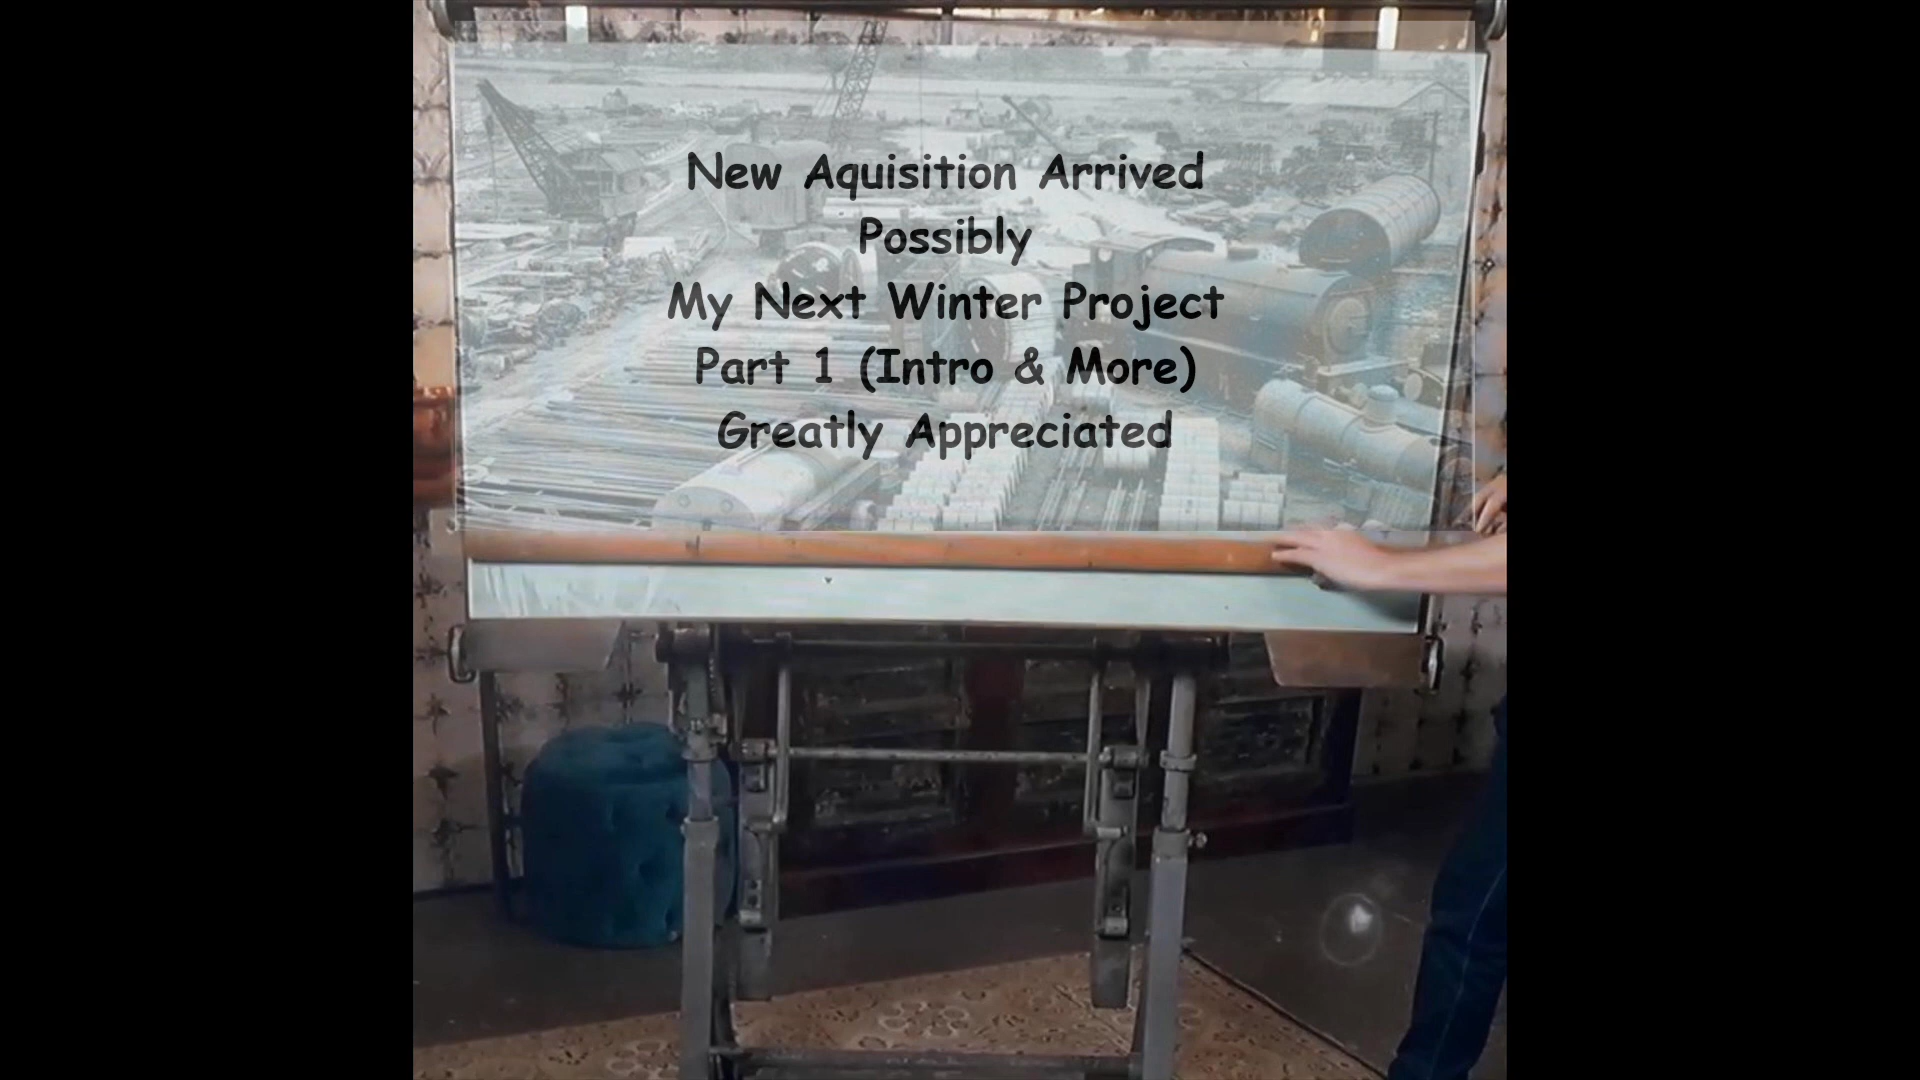 New Aquisition Arrived
Possibly
My Next Winter Project
Part 1 (Intro & More)
Greatly Appreciated